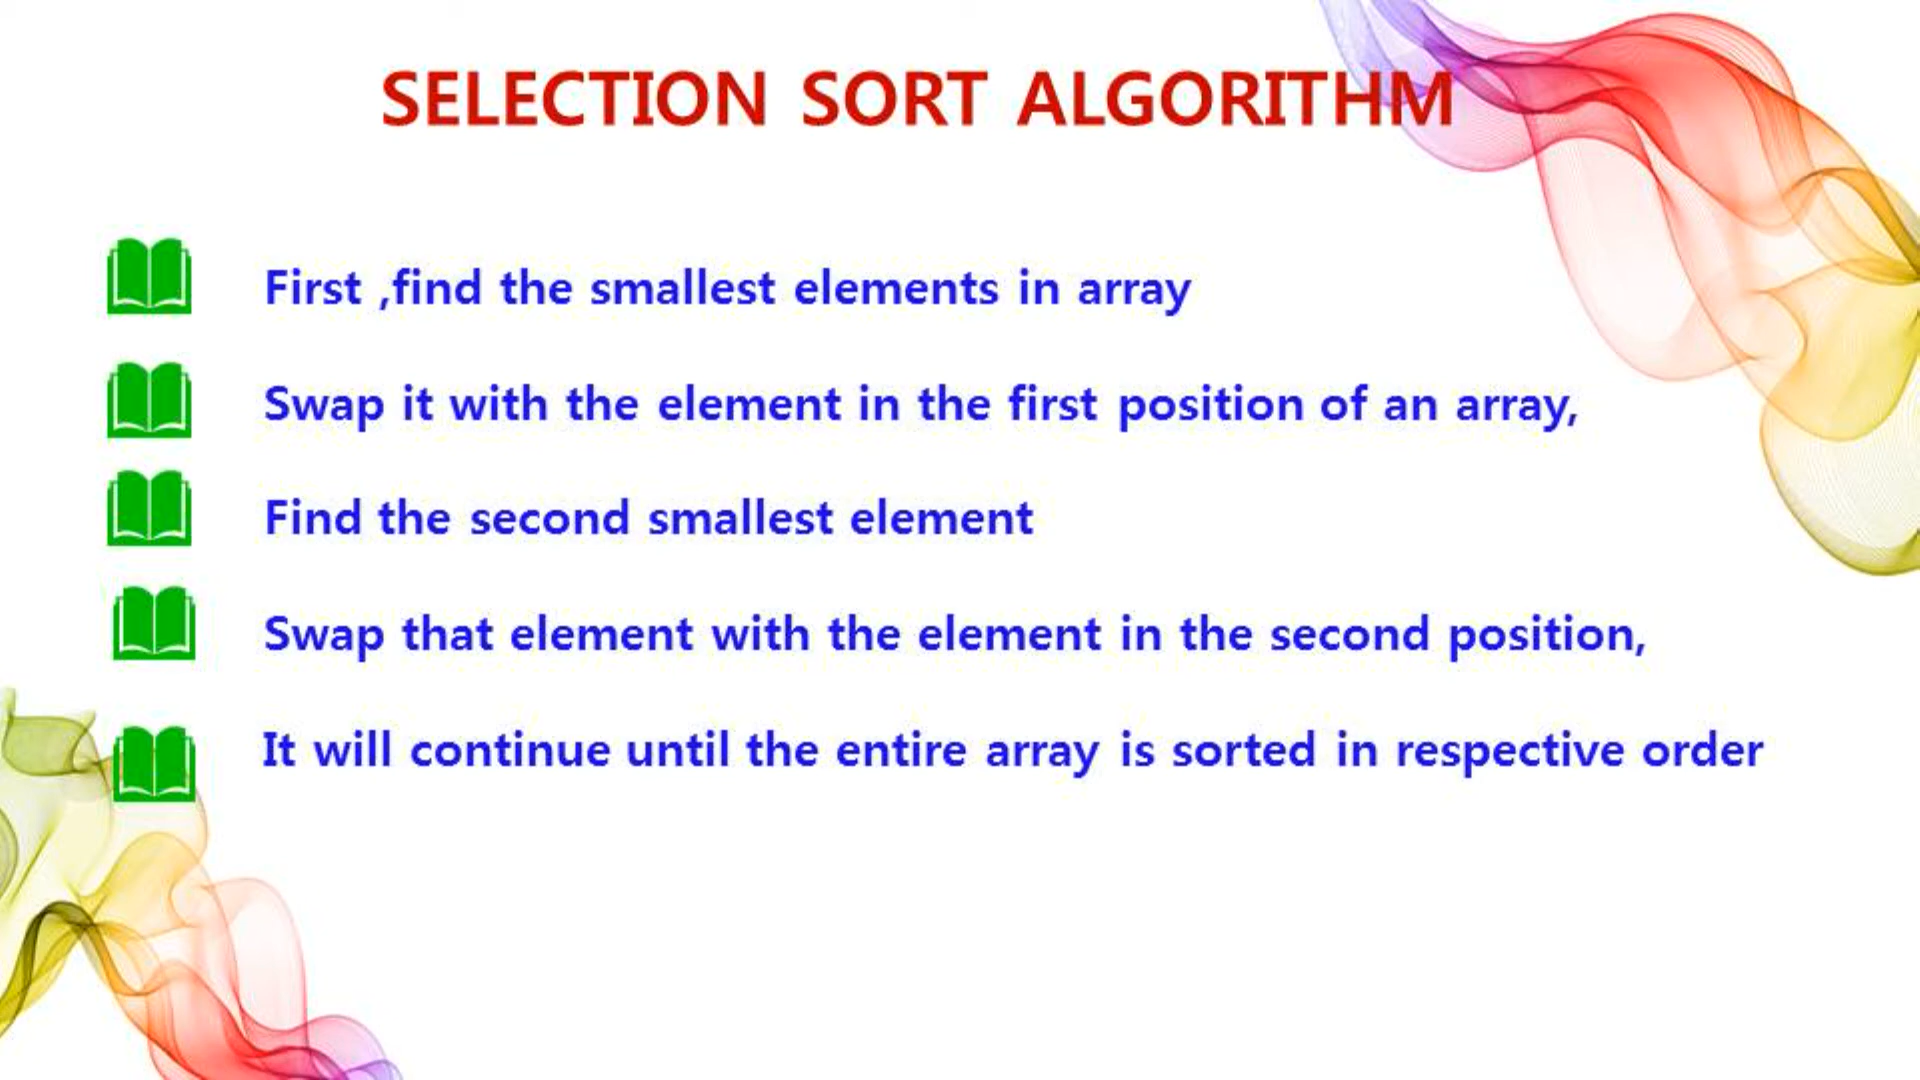 SELECTION SORT ALGORITHM
First ,find the smallest elements in array
Swap it with the element in the first position of an array,
Find the second smallest element
Swap that element with the element in the second position,
It will continue until the entire array is sorted in respective order